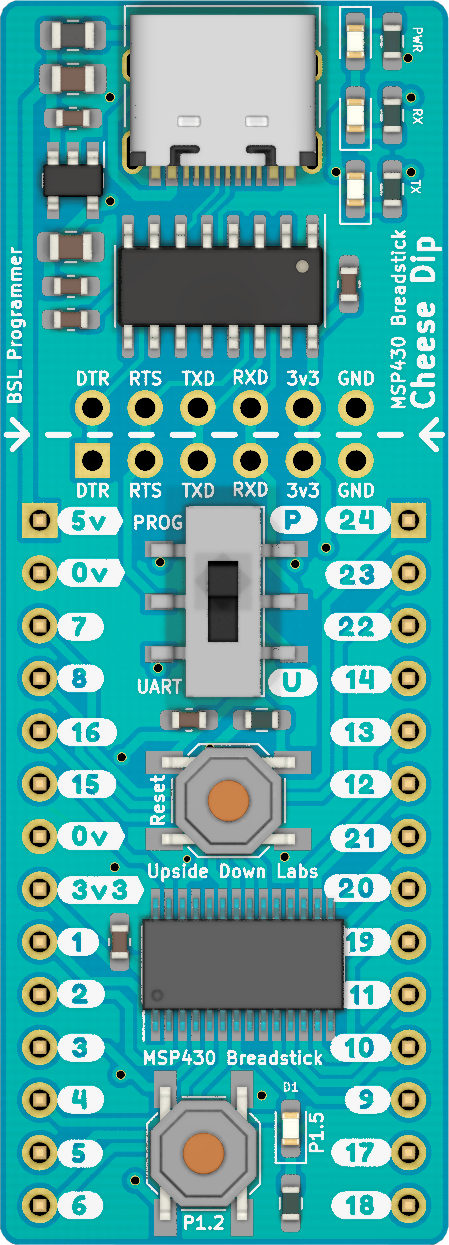 PWR
RX
TX
BSL Programmer
MSP430 Breadstick
Cheese Dip
DTR RTS TXD RXD 3v3 GND
DTR RTS TXD RXD 3v3 GND
5v PROG P 24
0v 23
7 22
8 UART U 14
16 13
15 Reset 12
0v 21
Upside Down Labs
3v3 20
1 19
2 11
MSP430 Breadstick
3 10
D1
4 9
P1.5
5 17
6 P1.2 18